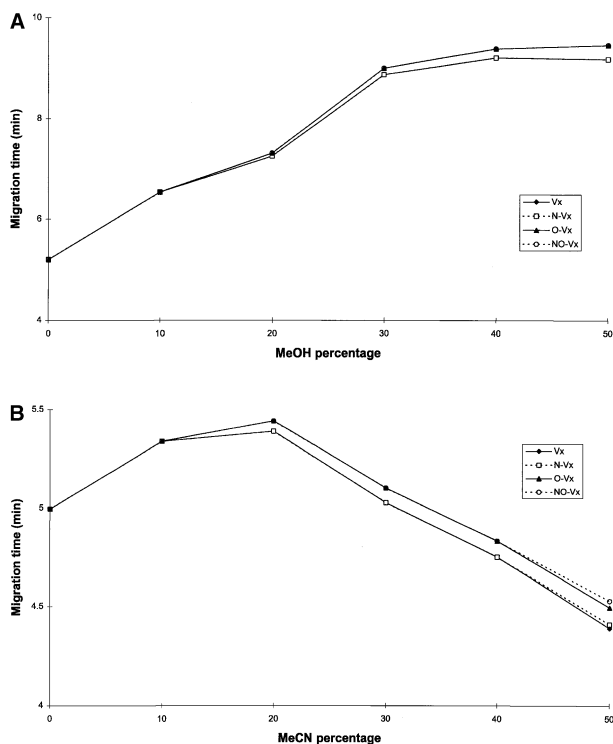 A
Migration time (min)
10
8
6
4
0 10 20 30 40 50
MeOH percentage
Vx
N-Vx
O-Vx
NO-Vx
B
Migration time (min)
5.5
5
4.5
4
0 10 20 30 40 50
MeCN percentage
Vx
N-Vx
O-Vx
NO-Vx